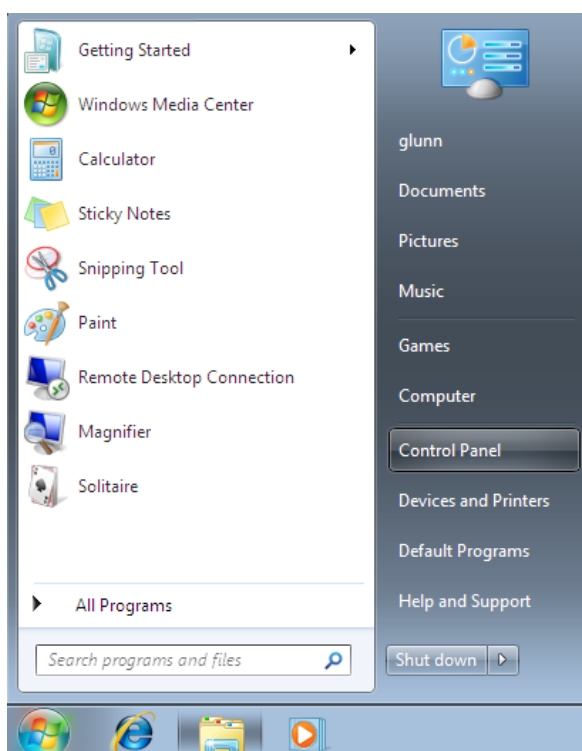 Getting Started
Windows Media Center
Calculator
Sticky Notes
Snipping Tool
Paint
Remote Desktop Connection
Magnifier
Solitaire
All Programs
Search programs and files
glunn
Documents
Pictures
Music
Games
Computer
Control Panel
Devices and Printers
Default Programs
Help and Support
Shut down